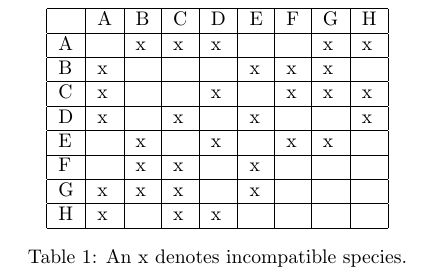 A B C D E F G H
A x x x x x
B x x x x
C x x x x x
D x x x x
E x x x x
F x x x
G x x x x
H x x x
Table 1: An x denotes incompatible species.